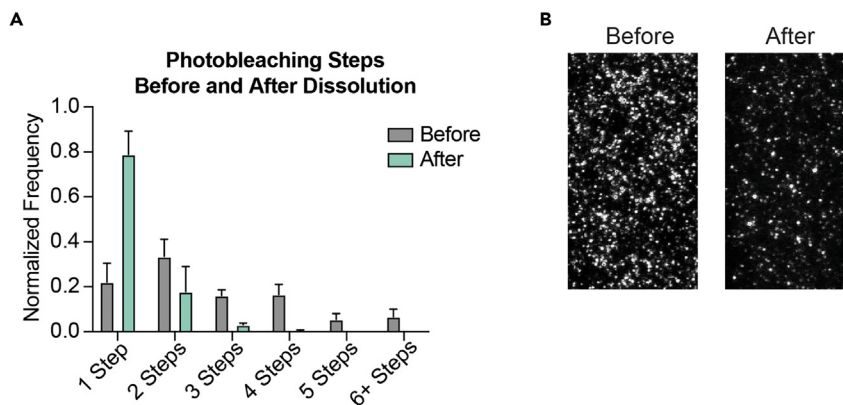 A
Photobleaching Steps
Before and After Dissolution
Normalized Frequency
1.0
0.8
0.6
0.4
0.2
0.0
Before
After
1 Step
2 Steps
3 Steps
4 Steps
5 Steps
6+ Steps
B
Before
After